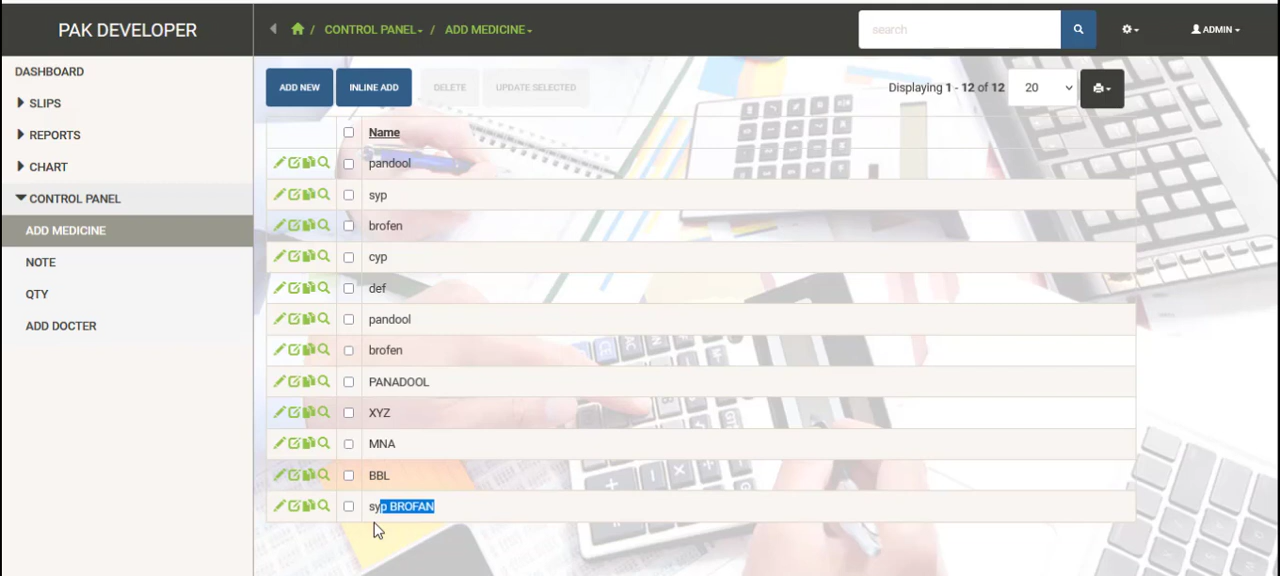 PAK DEVELOPER
/ CONTROL PANEL / ADD MEDICINE
search
ADMIN
DASHBOARD
SLIPS
REPORTS
CHART
CONTROL PANEL
ADD MEDICINE
NOTE
QTY
ADD DOCTER
ADD NEW
INLINE ADD
DELETE
UPDATE SELECTED
Displaying 1 - 12 of 12
20
Name
pandool
syp
brofen
cyp
def
pandool
brofen
PANADOOL
XYZ
MNA
BBL
syp BROFAN